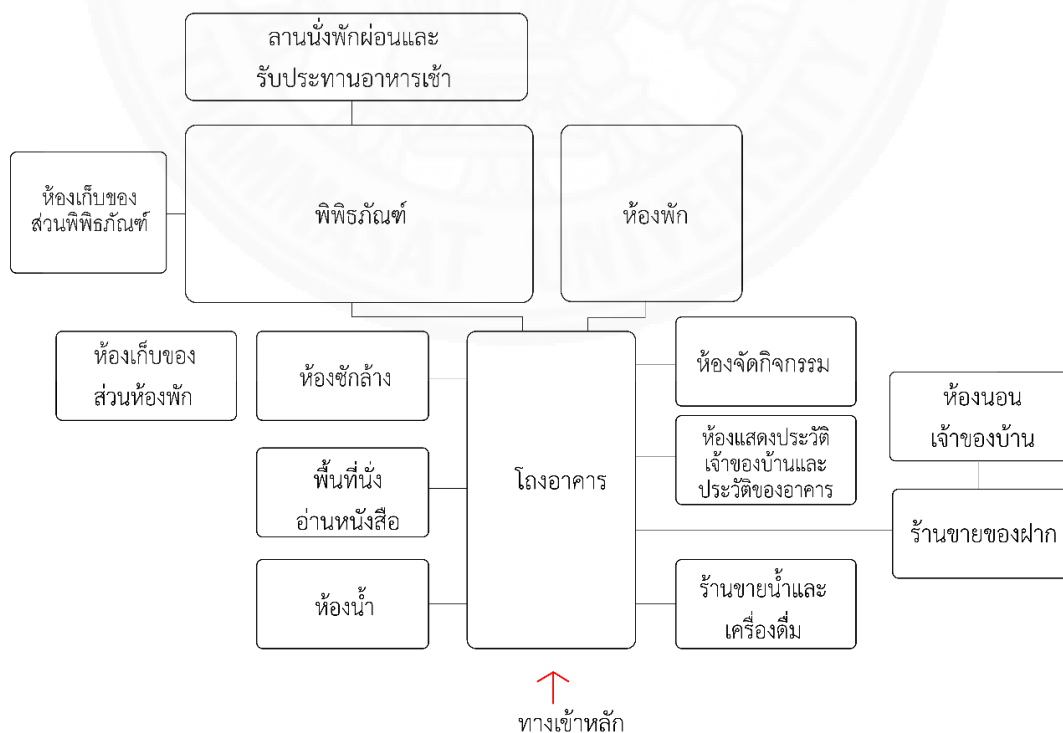 ลานนั่งพักผ่อนและ
รับประทานอาหารเช้า
ห้องเก็บของ
ส่วนพิพิธภัณฑ์
พิพิธภัณฑ์
ห้องพัก
ห้องเก็บของ
ส่วนห้องพัก
ห้องซักล้าง
ห้องจัดกิจกรรม
ห้องนอน
เจ้าของบ้าน
พื้นที่นั่ง
อ่านหนังสือ
โถงอาคาร
ห้องแสดงประวัติ
เจ้าของบ้านและ
ประวัติของอาคาร
ร้านขายของฝาก
ห้องน้ำ
ร้านขายน้ำและ
เครื่องดื่ม
ทางเข้าหลัก
THAMMASAT UNIVERSITY